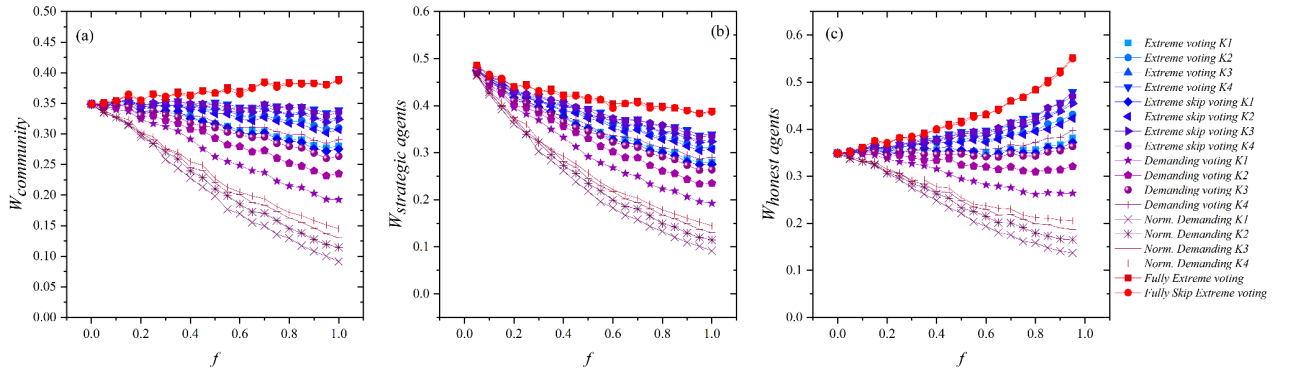 (a)
0.50
0.45
0.40
0.35
0.30
0.25
0.20
0.15
0.10
0.05
0.00
0.0 0.2 0.4 0.6 0.8 1.0
f
Wcommunity
(b)
0.6
0.5
0.4
0.3
0.2
0.1
0.0
0.0 0.2 0.4 0.6 0.8 1.0
f
Wstrategic agents
(c)
0.6
0.5
0.4
0.3
0.2
0.1
0.0
0.2 0.4 0.6 0.8 1.0
f
Whonest agents
Extreme voting K1
Extreme voting K2
Extreme voting K3
Extreme voting K4
Extreme skip voting K1
Extreme skip voting K2
Extreme skip voting K3
Extreme skip voting K4
Demanding voting K1
Demanding voting K2
Demanding voting K3
Demanding voting K4
Norm. Demanding K1
Norm. Demanding K2
Norm. Demanding K3
Norm. Demanding K4
Fully Extreme voting
Fully Skip Extreme voting